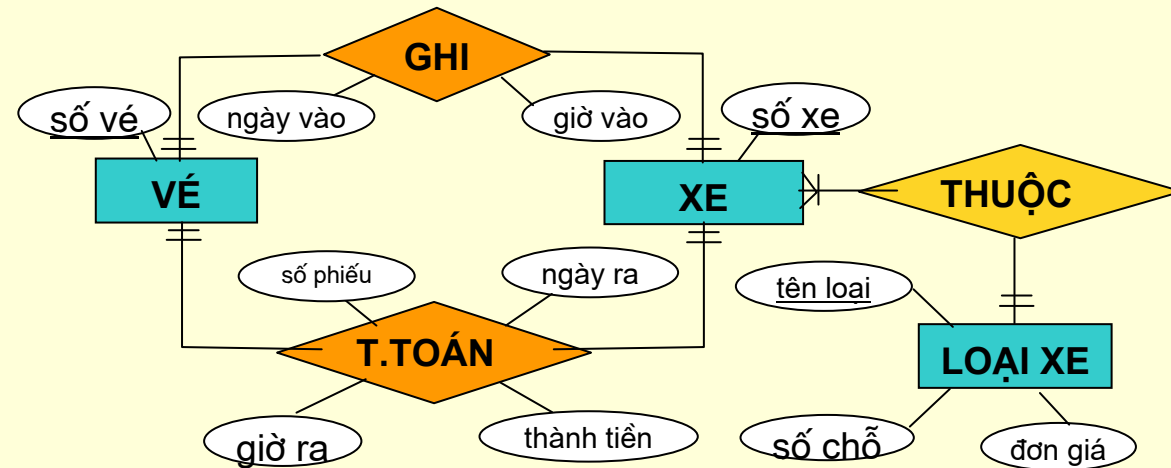 GHI
số vé
ngày vào
giờ vào
số xe
VÉ
XE
THUỘC
số phiếu
ngày ra
tên loại
T.TOÁN
LOẠI XE
giờ ra
thành tiền
số chỗ
đơn giá